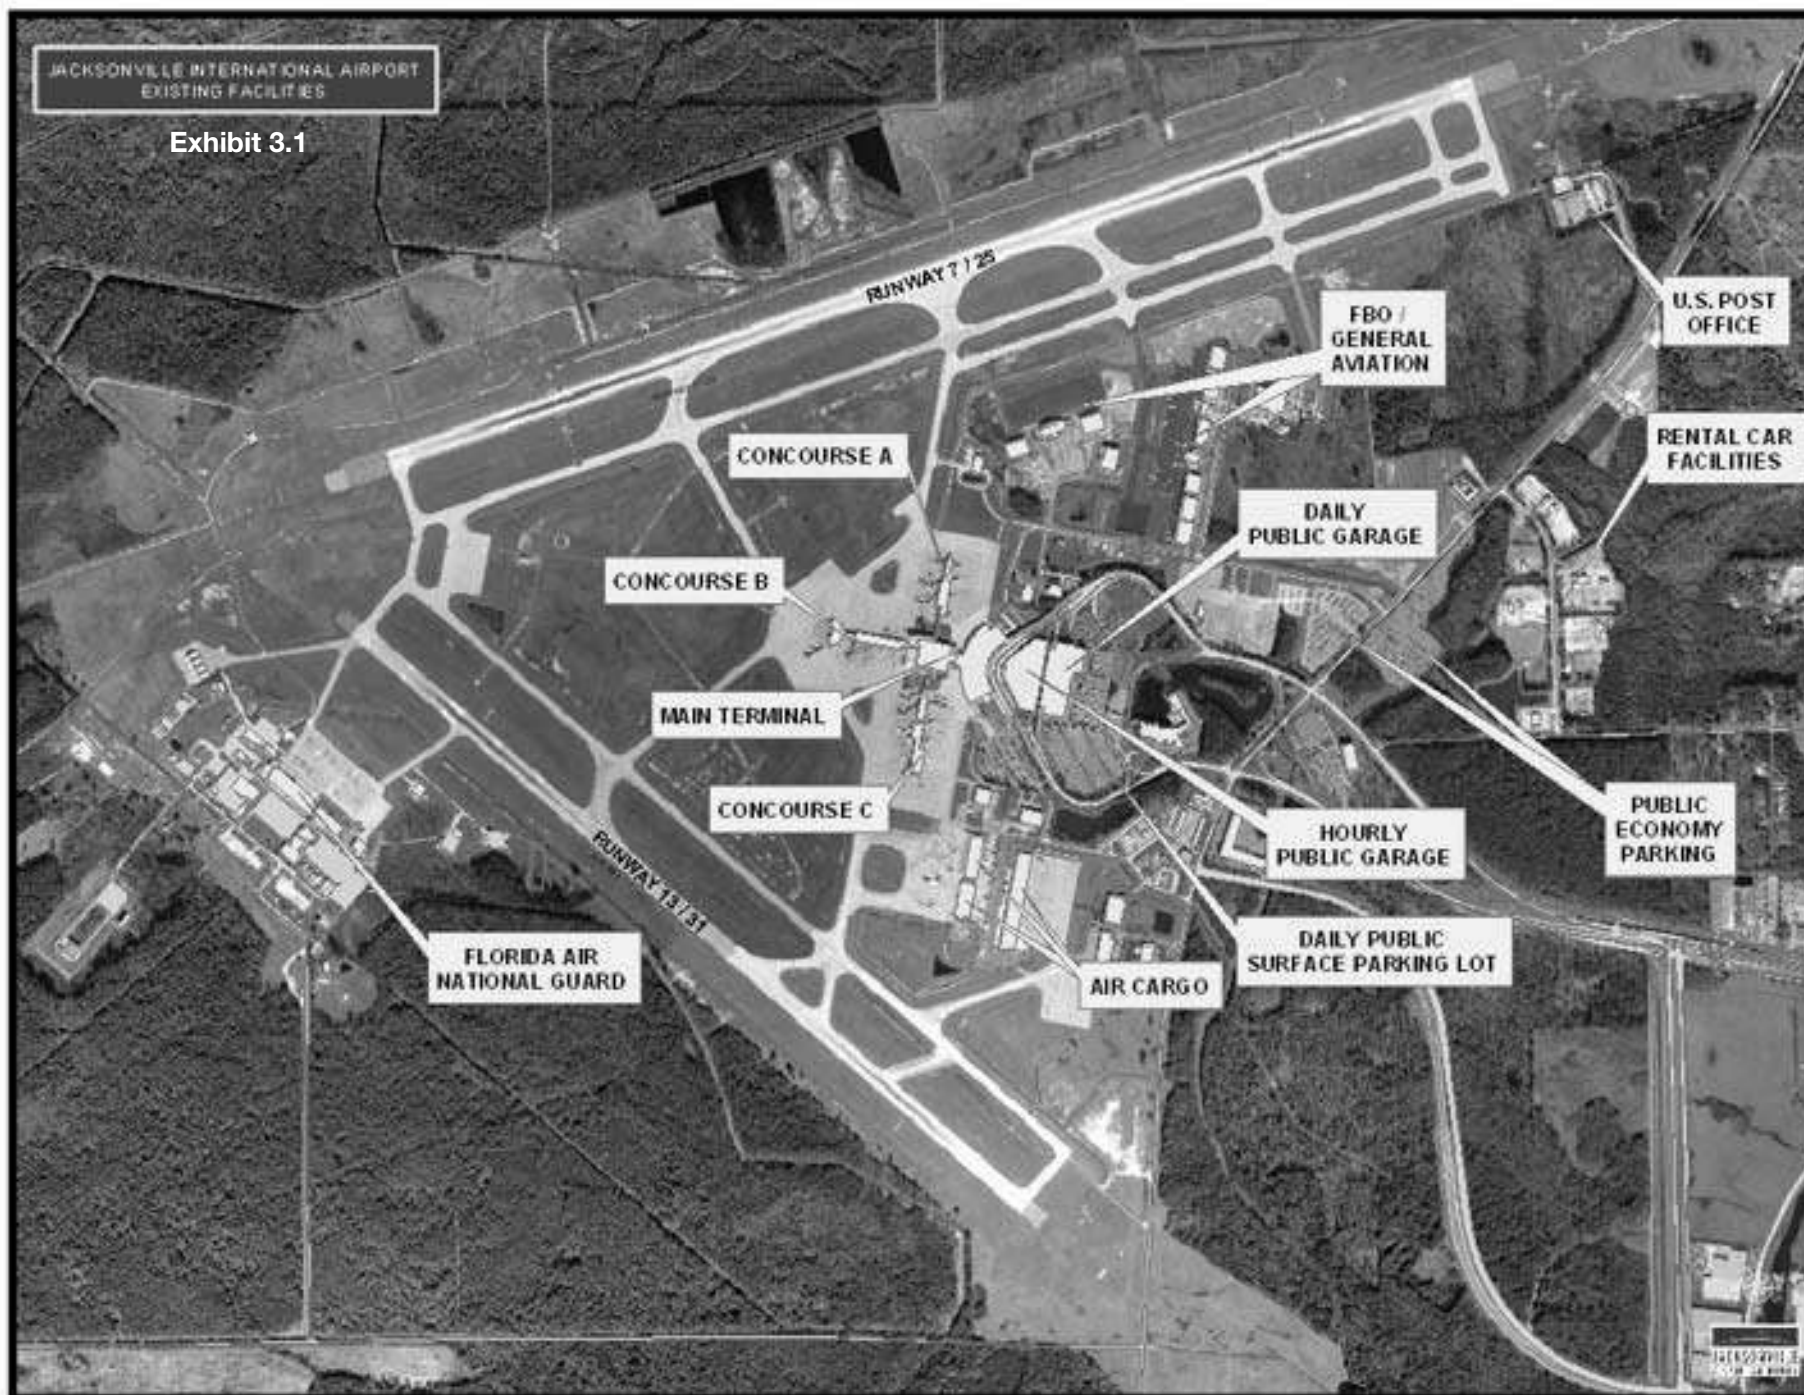 JACKSONVILLE INTERNATIONAL AIRPORT
EXISTING FACILITIES
Exhibit 3.1
RUNWAY 7 / 25
U.S. POST
OFFICE
FBO /
GENERAL
AVIATION
CONCOURSE A
RENTAL CAR
FACILITIES
DAILY
PUBLIC GARAGE
CONCOURSE B
MAIN TERMINAL
CONCOURSE C
HOURLY
PUBLIC GARAGE
PUBLIC
ECONOMY
PARKING
RUNWAY 13 / 31
FLORIDA AIR
NATIONAL GUARD
DAILY PUBLIC
SURFACE PARKING LOT
AIR CARGO